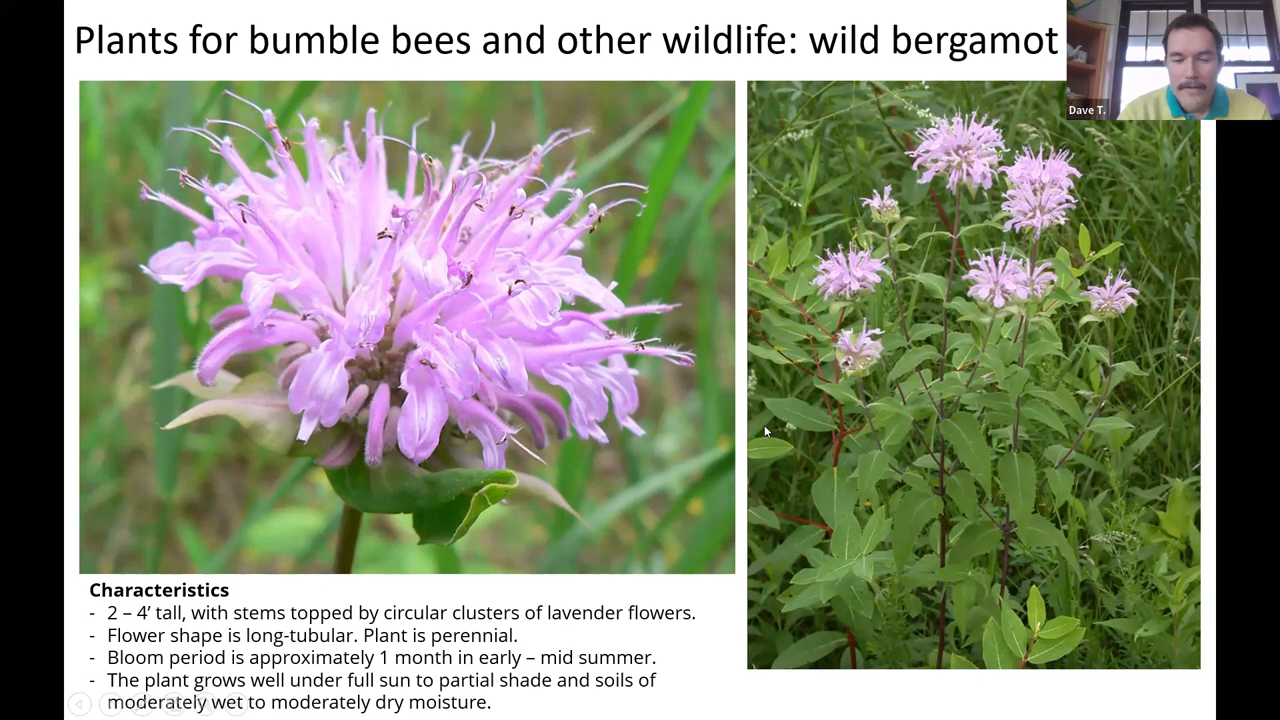 Plants for bumble bees and other wildlife: wild bergamot
Dave T.
Characteristics
- 2 – 4’ tall, with stems topped by circular clusters of lavender flowers.
- Flower shape is long-tubular. Plant is perennial.
- Bloom period is approximately 1 month in early – mid summer.
- The plant grows well under full sun to partial shade and soils of
moderately wet to moderately dry moisture.